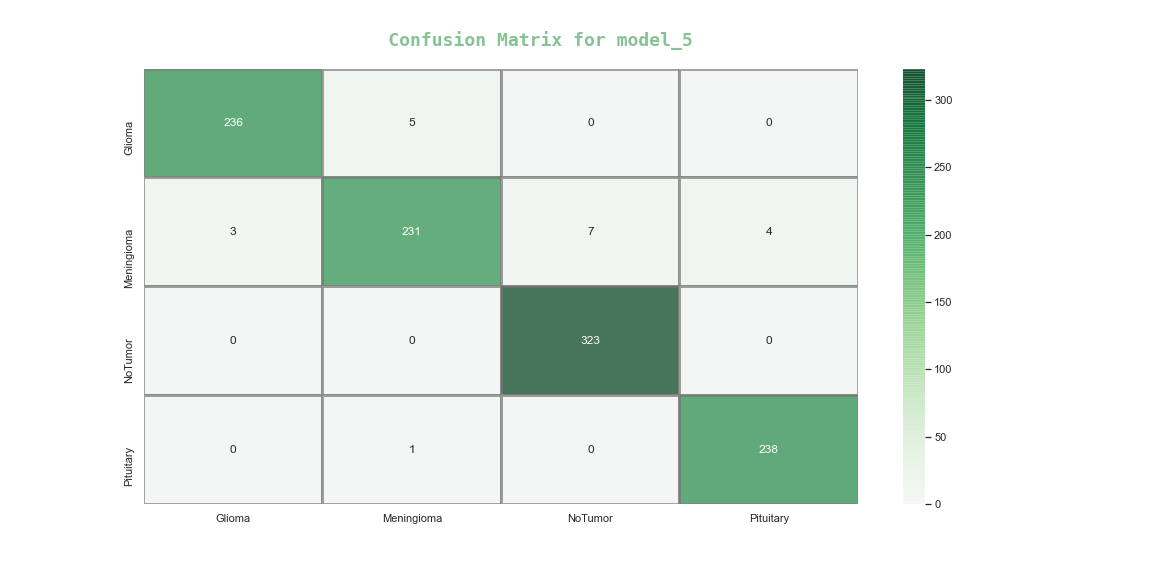 Confusion Matrix for model_5
Glioma
236
5
0
0
Meningioma
3
231
7
4
NoTumor
0
0
323
0
Pituitary
0
1
0
238
Glioma
Meningioma
NoTumor
Pituitary
300
250
200
150
100
50
0